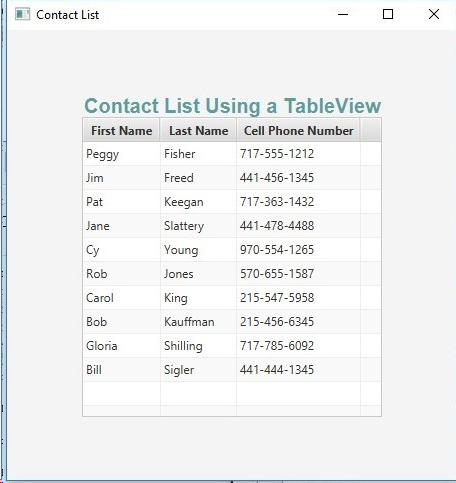 Contact List
Contact List Using a TableView
First Name Last Name Cell Phone Number
Peggy Fisher 717-555-1212
Jim Freed 441-456-1345
Pat Keegan 717-363-1432
Jane Slattery 441-478-4488
Cy Young 970-554-1265
Rob Jones 570-655-1587
Carol King 215-547-5958
Bob Kauffman 215-456-6345
Gloria Shilling 717-785-6092
Bill Sigler 441-444-1345